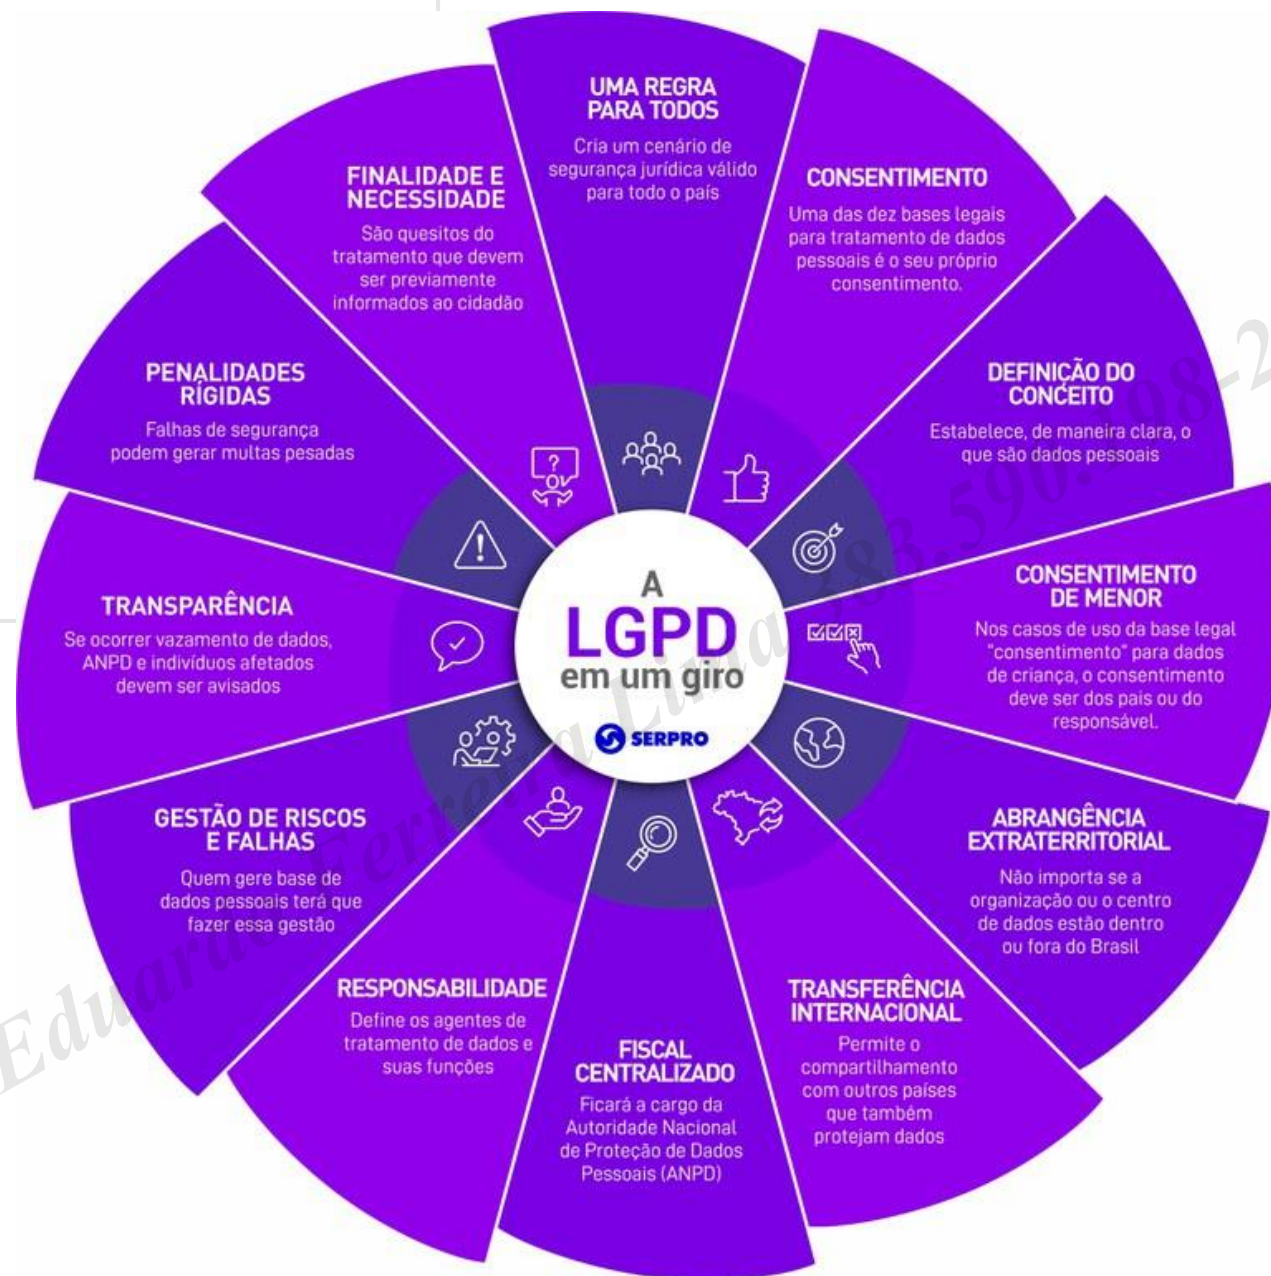 UMA REGRA
PARA TODOS
Cria um cenário de
segurança jurídica válido
para todo o país
CONSENTIMENTO
Uma das dez bases legais
para tratamento de dados
pessoais é o seu próprio
consentimento.
DEFINIÇÃO DO
CONCEITO
Estabelece, de maneira clara, o
que são dados pessoais
CONSENTIMENTO
DE MENOR
Nos casos de uso da base legal
"consentimento" para dados
de criança, o consentimento
deve ser dos pais ou do
responsável.
ABRANGÊNCIA
EXTRATERRITORIAL
Não importa se a
organização ou o centro
de dados estão dentro
ou fora do Brasil
TRANSFERÊNCIA
INTERNACIONAL
Permite o
compartilhamento
com outros países
que também
protejam dados
FISCAL
CENTRALIZADO
Ficará a cargo da
Autoridade Nacional
de Proteção de Dados
Pessoais (ANPD)
RESPONSABILIDADE
Define os agentes de
tratamento de dados e
suas funções
GESTÃO DE RISCOS
E FALHAS
Quem gere base de
dados pessoais terá que
fazer essa gestão
TRANSPARÊNCIA
Se ocorrer vazamento de dados,
ANPD e indivíduos afetados
devem ser avisados
PENALIDADES
RÍGIDAS
Falhas de segurança
podem gerar multas pesadas
FINALIDADE E
NECESSIDADE
São quesitos do
tratamento que devem
ser previamente
informados ao cidadão
?
!
A
LGPD
em um giro
SERPRO
Ferreira Lima 283.590.198-2